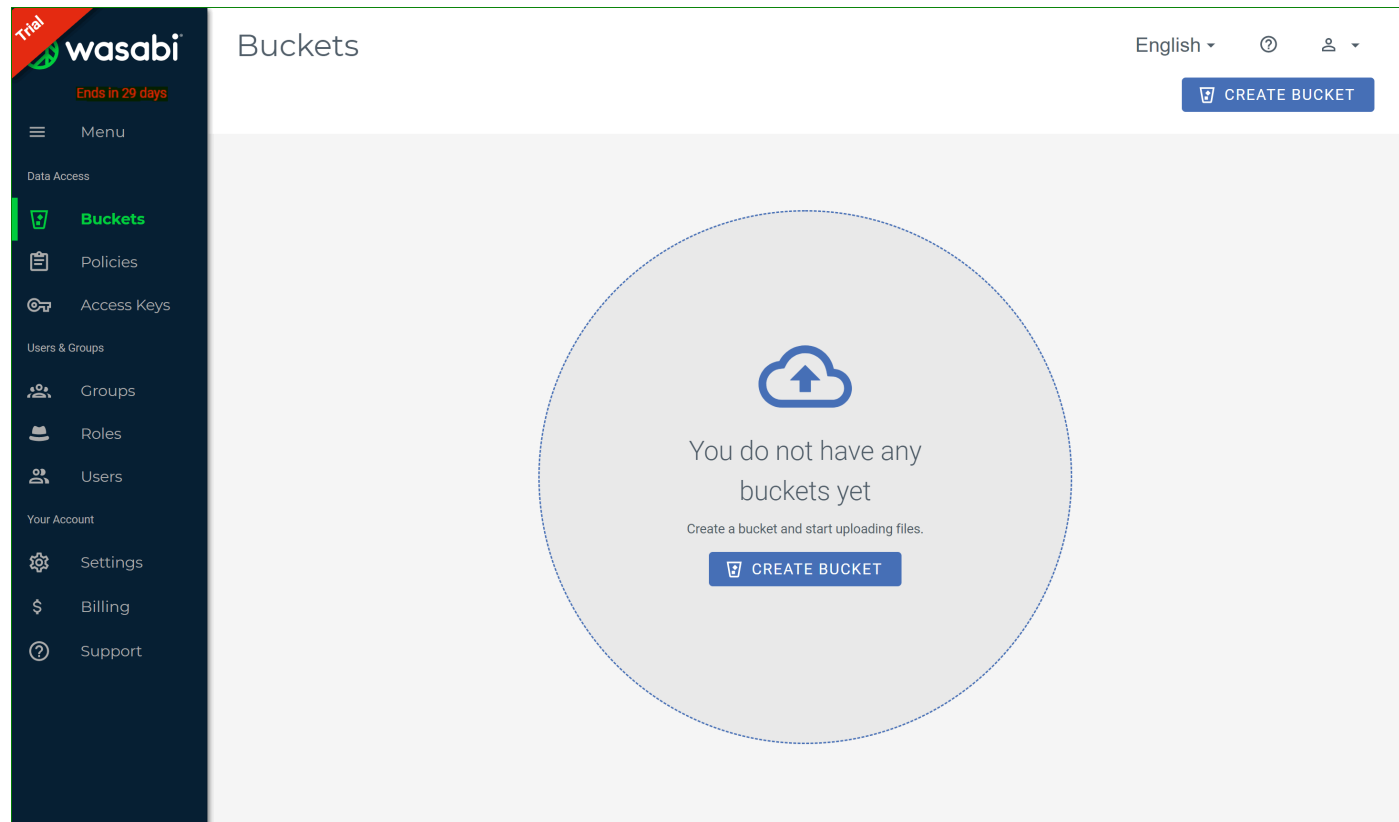 Trial
wasabi
Ends in 29 days
Menu
Data Access
Buckets
Policies
Access Keys
Users & Groups
Groups
Roles
Users
Your Account
Settings
$ Billing
Support
Buckets
English
CREATE BUCKET
You do not have any
buckets yet
Create a bucket and start uploading files.
CREATE BUCKET